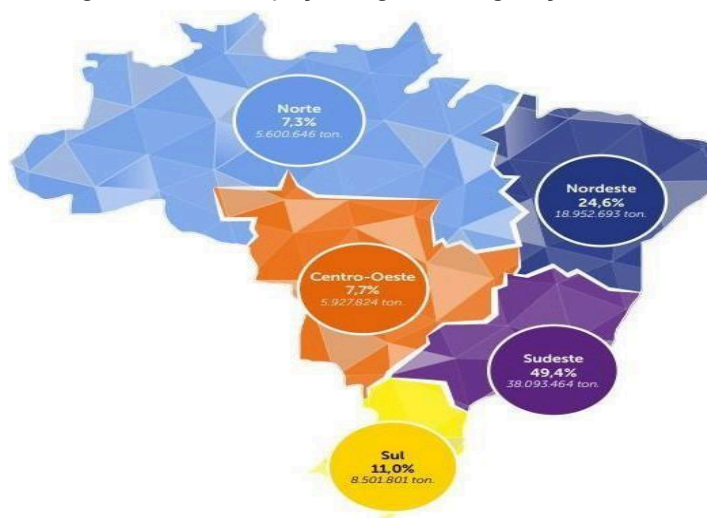 Norte
7,3%
5.600.646 ton.
Nordeste
24,6%
18.952.693 ton.
Centro-Oeste
7,7%
5.927.824 ton.
Sudeste
49,4%
38.093.464 ton.
Sul
11,0%
8.501.801 ton.